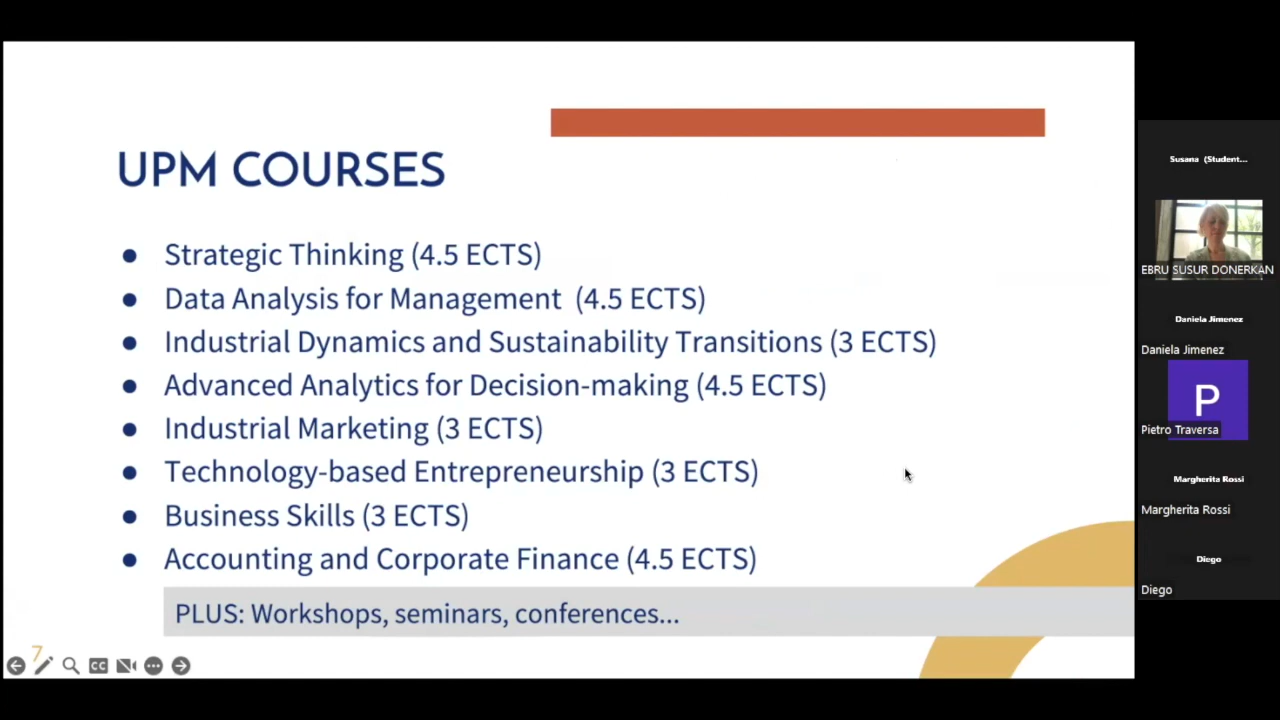 UPM COURSES
● Strategic Thinking (4.5 ECTS)
● Data Analysis for Management (4.5 ECTS)
● Industrial Dynamics and Sustainability Transitions (3 ECTS)
● Advanced Analytics for Decision-making (4.5 ECTS)
● Industrial Marketing (3 ECTS)
● Technology-based Entrepreneurship (3 ECTS)
● Business Skills (3 ECTS)
● Accounting and Corporate Finance (4.5 ECTS)
PLUS: Workshops, seminars, conferences...
7
CC
Susana (Student...
EBRU SUSUR DONERKAN
Daniela Jimenez
Daniela Jimenez
P
Pietro Traversa
Margherita Rossi
Margherita Rossi
Diego
Diego